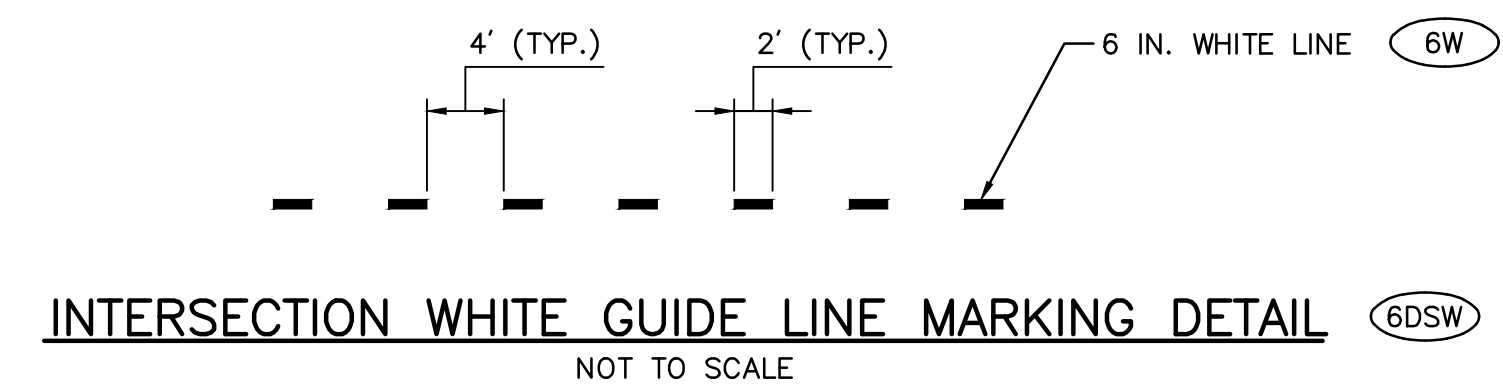 4' (TYP.)
2' (TYP.)
6 IN. WHITE LINE
6W
INTERSECTION WHITE GUIDE LINE MARKING DETAIL
6DSW
NOT TO SCALE